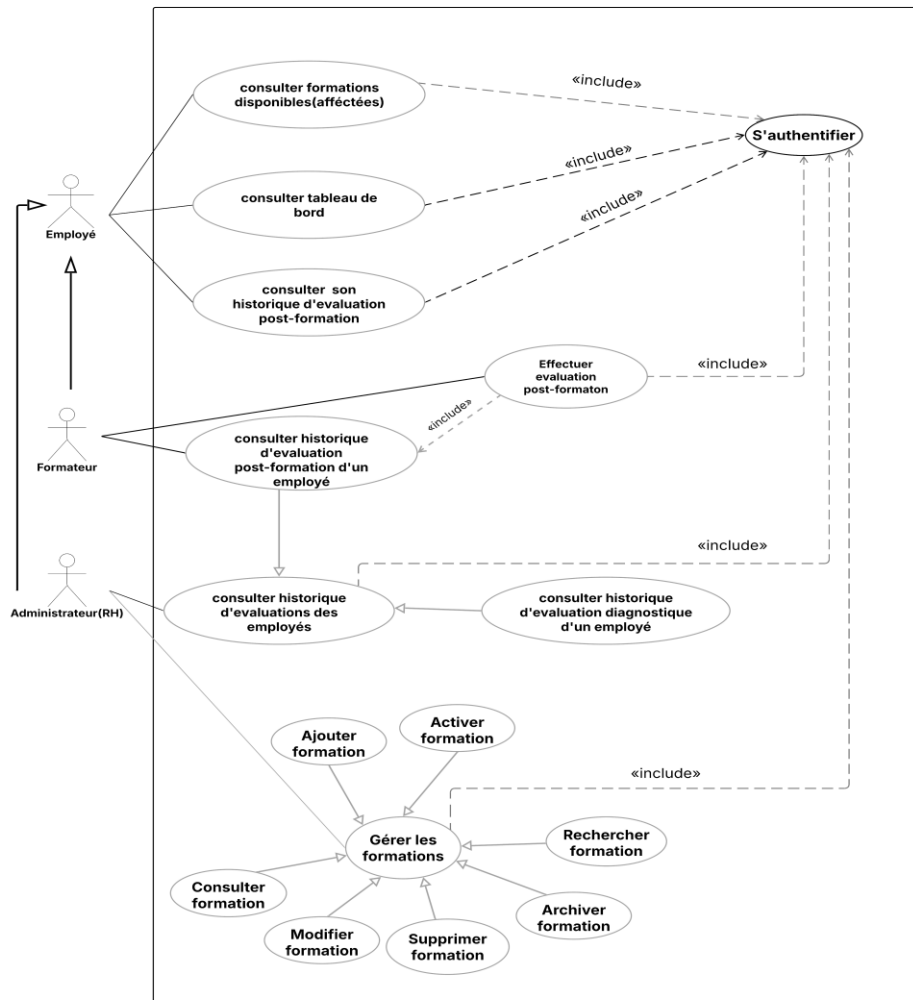 consulter formations
disponibles(afféctées)
«include»
S'authentifier
«include»
consulter tableau de
bord
«include»
Employé
consulter son
historique d'evaluation
post-formation
Effectuer
evaluation
post-formaton
«include»
«include»
consulter historique
d'evaluation
post-formation d'un
employé
Formateur
«include»
consulter historique
d'evaluations des
employés
consulter historique
d'evaluation diagnostique
d'un employé
Administrateur(RH)
Ajouter
formation
Activer
formation
«include»
Gérer les
formations
Rechercher
formation
Consulter
formation
Archiver
formation
Modifier
formation
Supprimer
formation